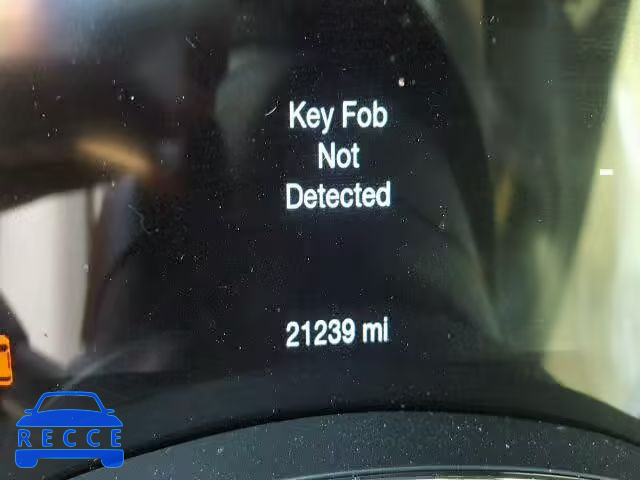 Key Fob
Not
Detected
21239 mi
RECCE